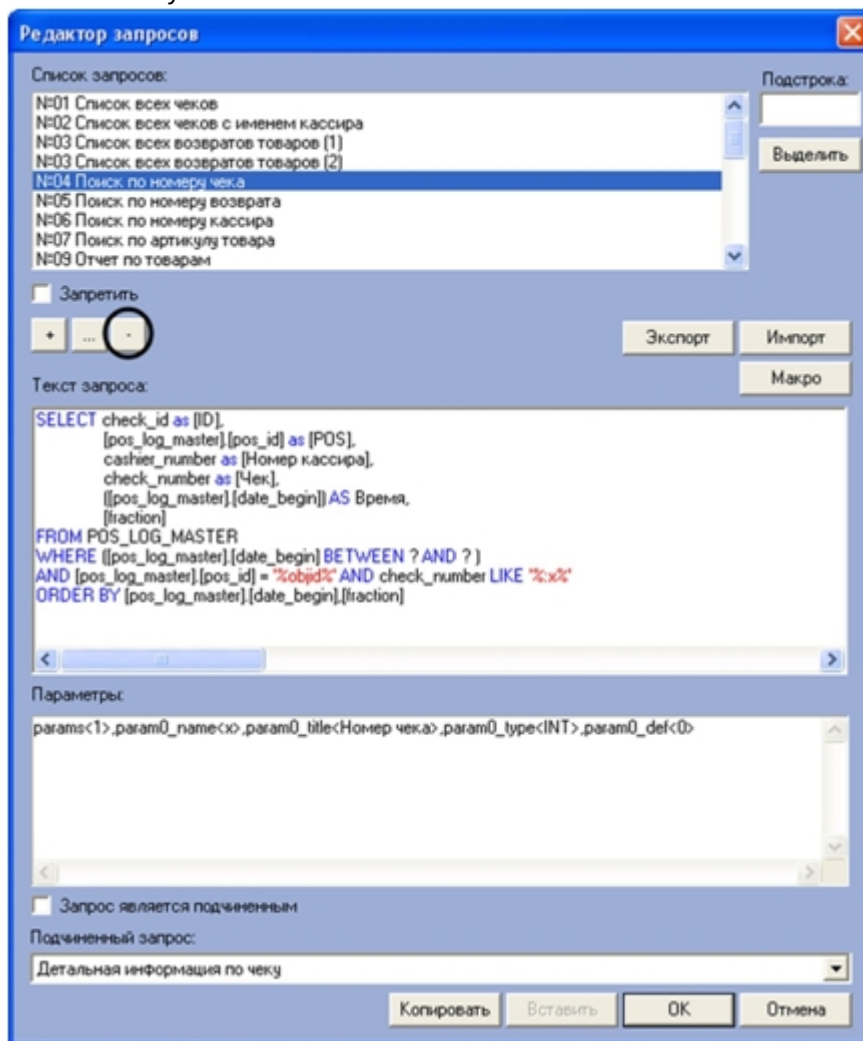 y
Редактор запросов
Список запросов:
Подстрока:
№01 Список всех чеков
№02 Список всех чеков с именем кассира
№03 Список всех возвратов товаров (1)
№03 Список всех возвратов товаров (2)
Выделить
№04 Поиск по номеру чека
№05 Поиск по номеру возврата
№06 Поиск по номеру кассира
№07 Поиск по артикулу товара
№09 Отчет по товарам
Запретить
+ ... -
Экспорт Импорт
Макро
Текст запроса:
SELECT check_id as [ID],
[pos_log_master].[pos_id] as [POS],
cashier_number as [Номер кассира],
check_number as [Чек],
([pos_log_master].[date_begin]) AS Время,
[fraction]
FROM POS_LOG_MASTER
WHERE ([pos_log_master].[date_begin] BETWEEN ? AND ? )
AND [pos_log_master].[pos_id] = '%objid%' AND check_number LIKE '%:x%'
ORDER BY [pos_log_master].[date_begin],[fraction]
Параметры:
params<1>,param0_name<x>,param0_title<Номер чека>,param0_type<INT>,param0_def<0>
Запрос является подчиненным
Подчиненный запрос:
Детальная информация по чеку
Копировать Вставить OK Отмена